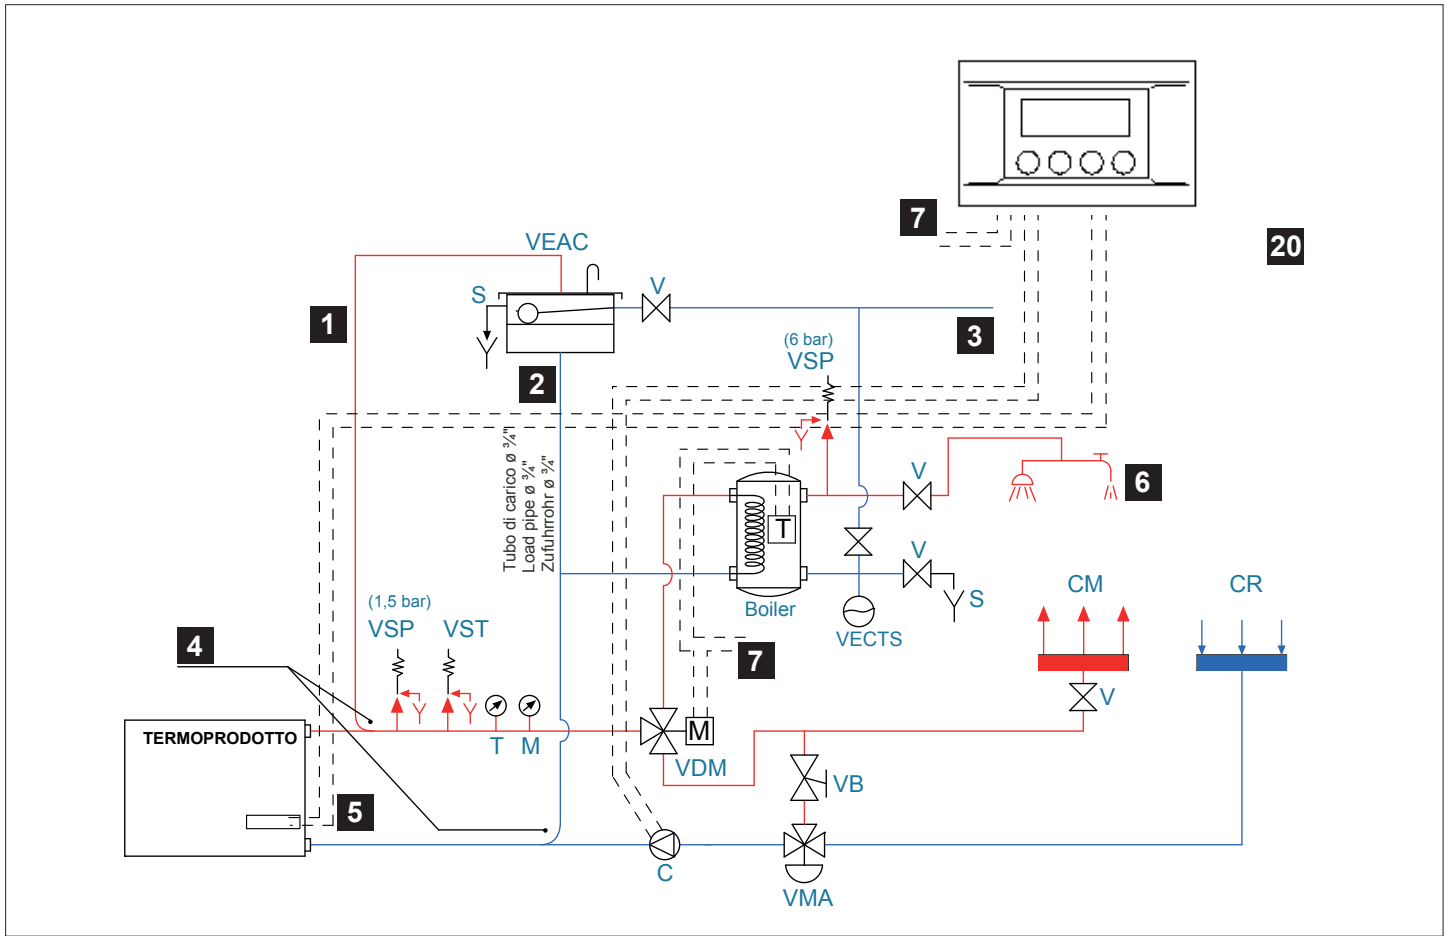 7
20
VEAC
S
V
1
3
(6 bar)
VSP
2
Tubo di carico ø ¾"
Load pipe ø ¾"
Zufuhrrohr ø ¾"
V
6
T
V
Boiler
S
VECTS
CM
CR
(1,5 bar)
VSP
VST
4
7
V
TERMOPRODOTTO
T
M
M
VDM
VB
5
C
VMA